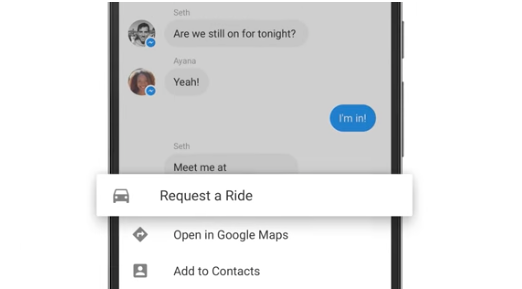 Seth
Are we still on for tonight?
Ayana
Yeah!
I'm in!
Seth
Meet me at
Request a Ride
Open in Google Maps
Add to Contacts